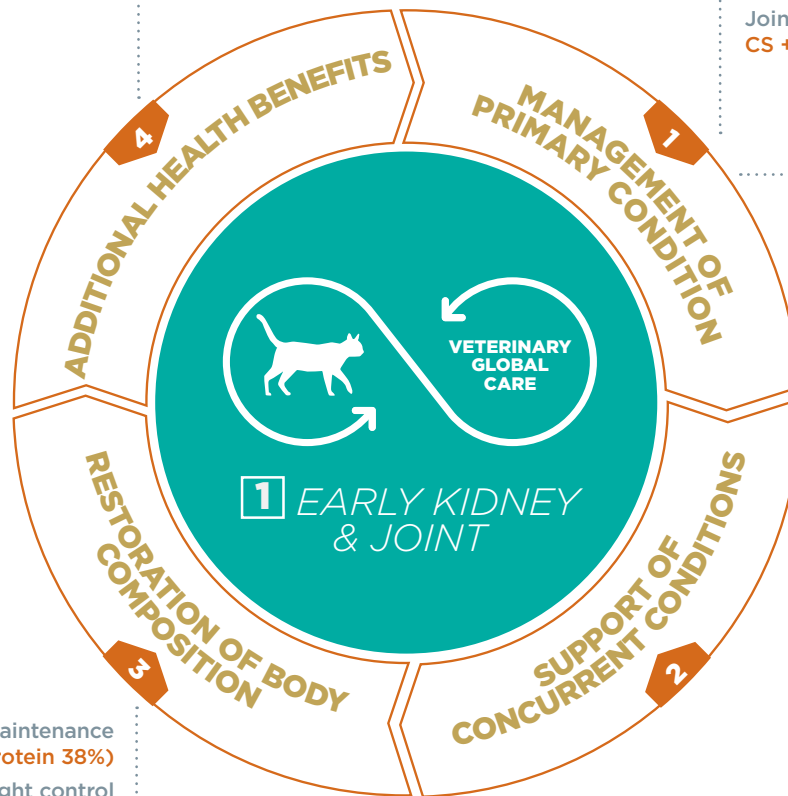 Join
CS +
4
ADDITIONAL HEALTH BENEFITS
1
MANAGEMENT OF
PRIMARY CONDITION
VETERINARY
GLOBAL
CARE
1 EARLY KIDNEY
& JOINT
RESTORATION OF BODY
COMPOSITION
3
SUPPORT OF
CONCURRENT CONDITIONS
2
aintenance
rotein 38%)
ght control